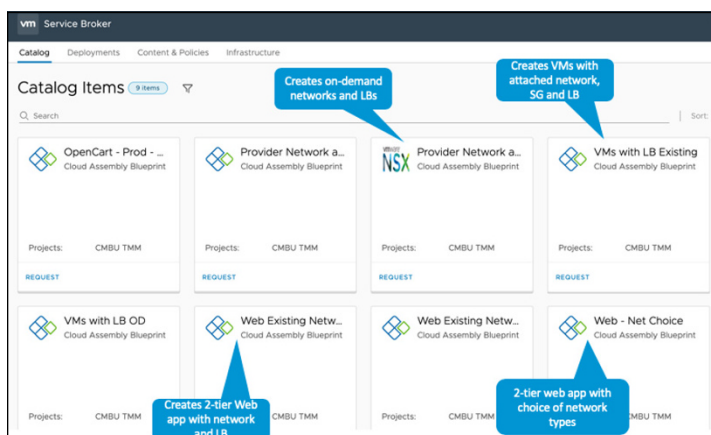 vm Service Broker
Catalog Deployments Content & Policies Infrastructure
Catalog Items 9 items
Creates on-demand
networks and LBs
Creates VMs with
attached network,
SG and LB
Search
Sort:
OpenCart - Prod - ...
Cloud Assembly Blueprint
Projects: CMBU TMM
REQUEST
Provider Network a...
Cloud Assembly Blueprint
Projects: CMBU TMM
REQUEST
vmware NSX
Provider Network a...
Cloud Assembly Blueprint
Projects: CMBU TMM
REQUEST
VMs with LB Existing
Cloud Assembly Blueprint
Projects: CMBU TMM
REQUEST
VMs with LB OD
Cloud Assembly Blueprint
Projects: CMBU TMM
Web Existing Netw...
Cloud Assembly Blueprint
Creates 2-tier Web
app with network
and LB
Web Existing Netw...
Cloud Assembly Blueprint
CMBU TMM
Web - Net Choice
Cloud Assembly Blueprint
2-tier web app with
choice of network
types